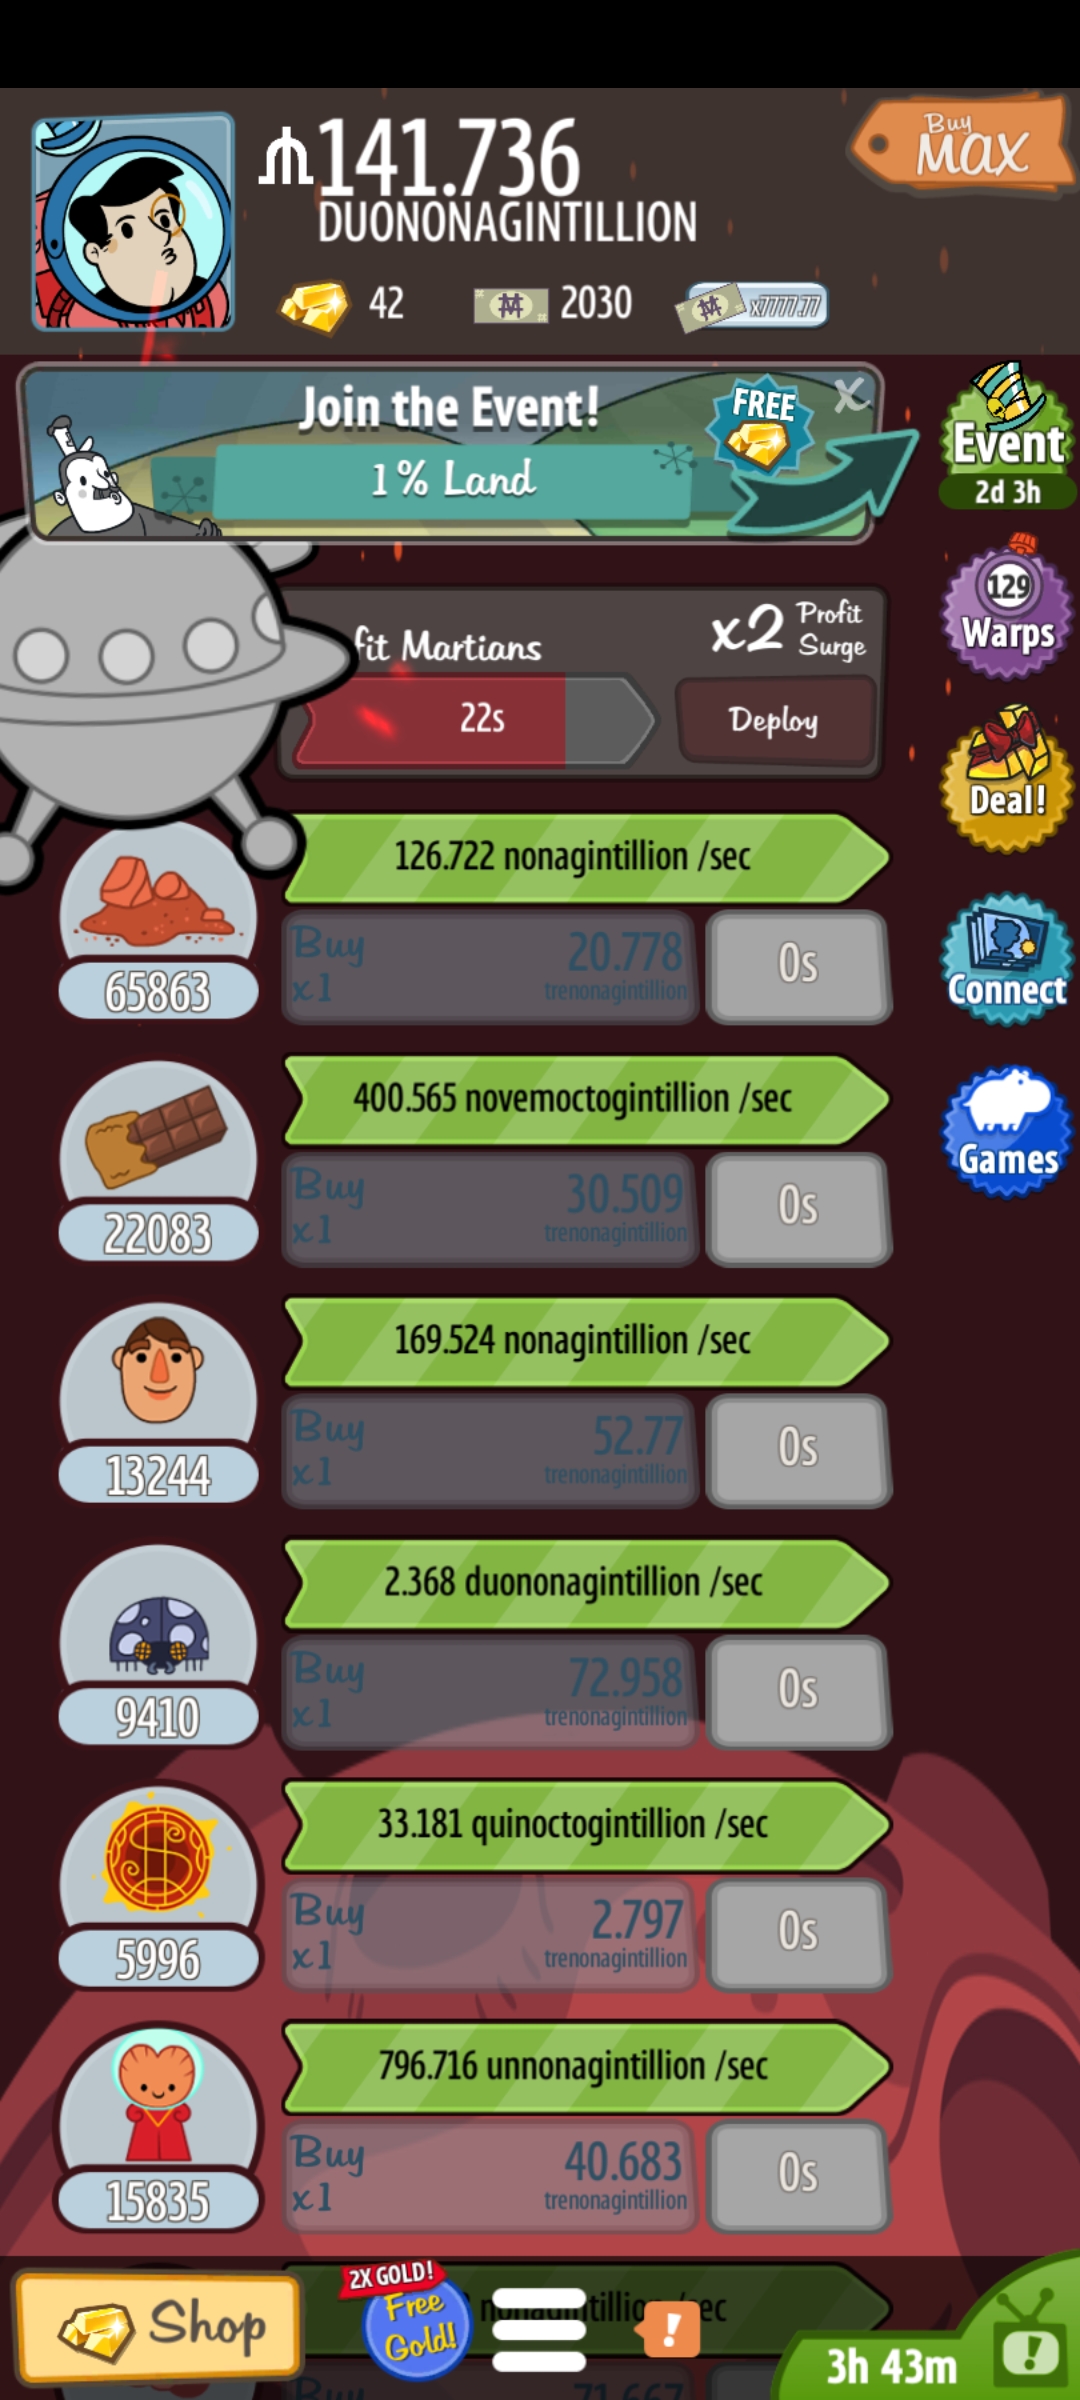 141.736
DUONONAGINTILLION
Buy
MAX
42
2030
x7777.77
Join the Event!
1% Land
FREE
Event
2d 3h
fit Martians
x2 Profit
Surge
22s
Deploy
129
Warps
Deal!
126.722 nonagintillion /sec
65863
Buy
x1
20.778
trenonagintillion
0s
Connect
400.565 novemoctogintillion /sec
22083
Buy
x1
30.509
trenonagintillion
0s
Games
169.524 nonagintillion /sec
13244
Buy
x1
52.77
trenonagintillion
0s
2.368 duononagintillion /sec
9410
Buy
x1
72.958
trenonagintillion
0s
33.181 quinoctogintillion /sec
5996
Buy
x1
2.797
trenonagintillion
0s
796.716 unnonagintillion /sec
15835
Buy
x1
40.683
trenonagintillion
0s
Shop
2X GOLD!
Free
Gold!
nonagintillion /sec
!
3h 43m
!
Buy
71.667